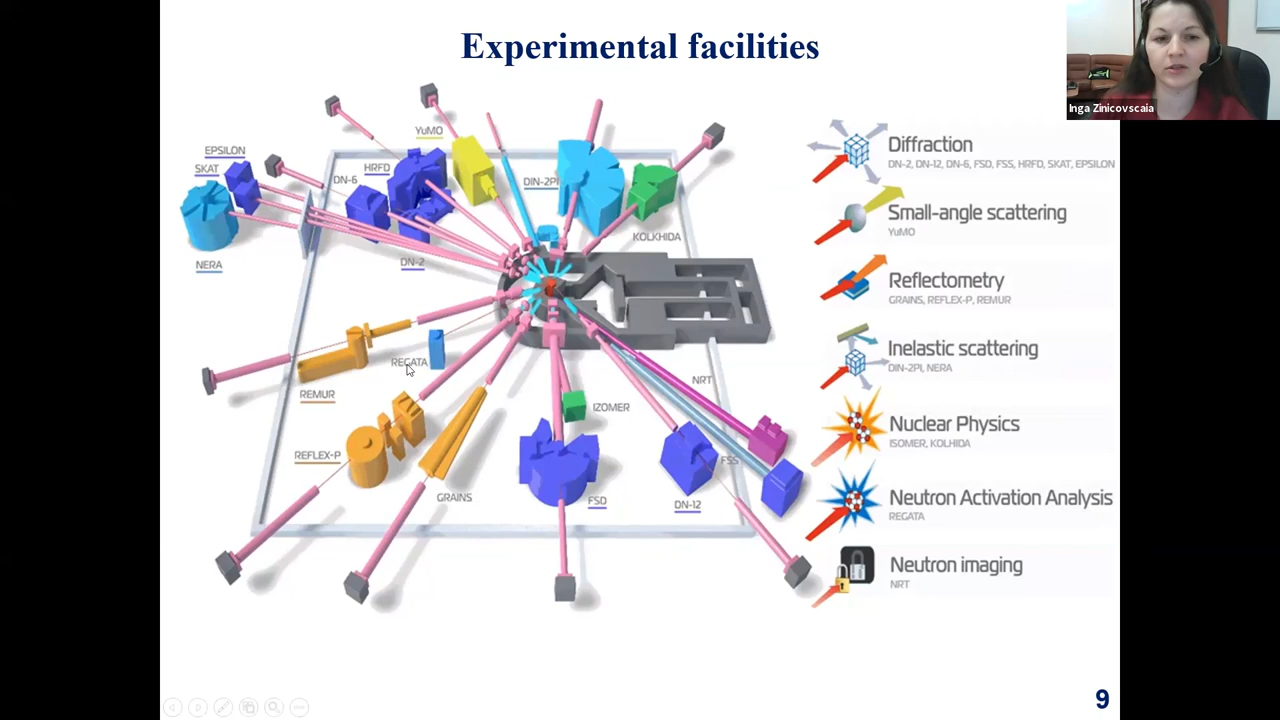 Experimental facilities
Inga Zinicovscaia
YuMO
EPSILON
SKAT
HRFD
DN-6
DIN-2PI
KOLKHIDA
NERA
DN-2
REGATA
REMUR
NRT
IZOMER
REFLEX-P
GRAINS
FSD
FSS
DN-12
Diffraction
DN-2, DN-12, DN-6, FSD, FSS, HRFD, SKAT, EPSILON
Small-angle scattering
YuMO
Reflectometry
GRAINS, REFLEX-P, REMUR
Inelastic scattering
DIN-2PI, NERA
Nuclear Physics
ISOMER, KOLHIDA
Neutron Activation Analysis
REGATA
Neutron imaging
NRT
9